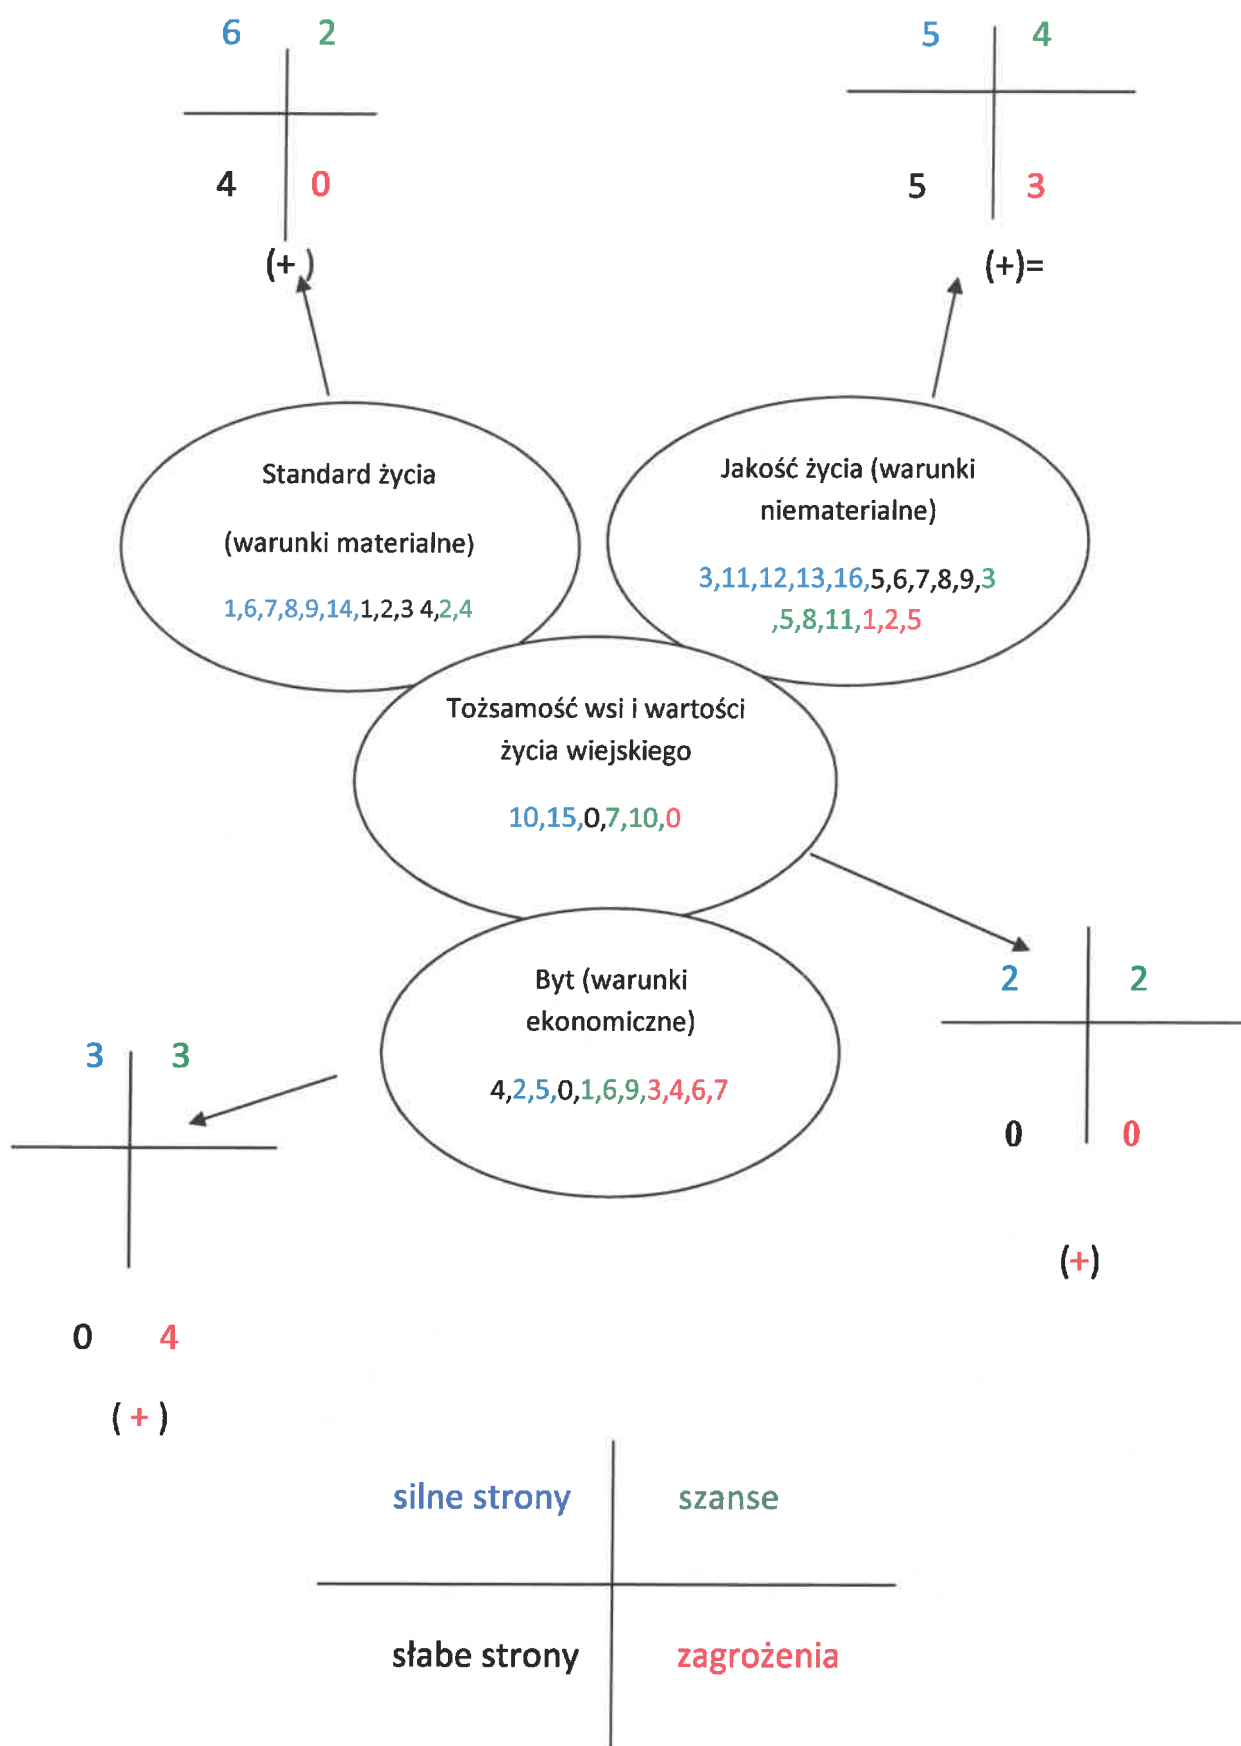 6 2
5 4
4 0
5 3
(+ )
(+)=
Standard życia
(warunki materialne)
1,6,7,8,9,14,1,2,3 4,2,4
Jakość życia (warunki
niematerialne)
3,11,12,13,16,5,6,7,8,9,3
,5,8,11,1,2,5
Tożsamość wsi i wartości
życia wiejskiego
10,15,0,7,10,0
Byt (warunki
ekonomiczne)
4,2,5,0,1,6,9,3,4,6,7
2 2
0 0
(+)
3 3
0 4
( + )
silne strony szanse
słabe strony zagrożenia